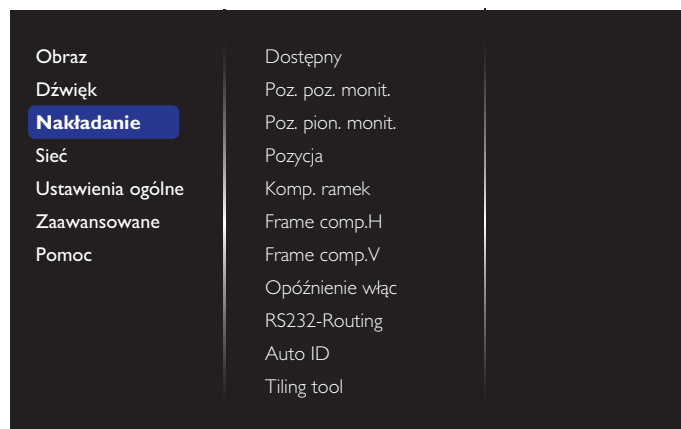 Obraz
Dźwięk
Nakładanie
Sieć
Ustawienia ogólne
Zaawansowane
Pomoc
Dostępny
Poz. poz. monit.
Poz. pion. monit.
Pozycja
Komp. ramek
Frame comp.H
Frame comp.V
Opóźnienie włąc
RS232-Routing
Auto ID
Tiling tool